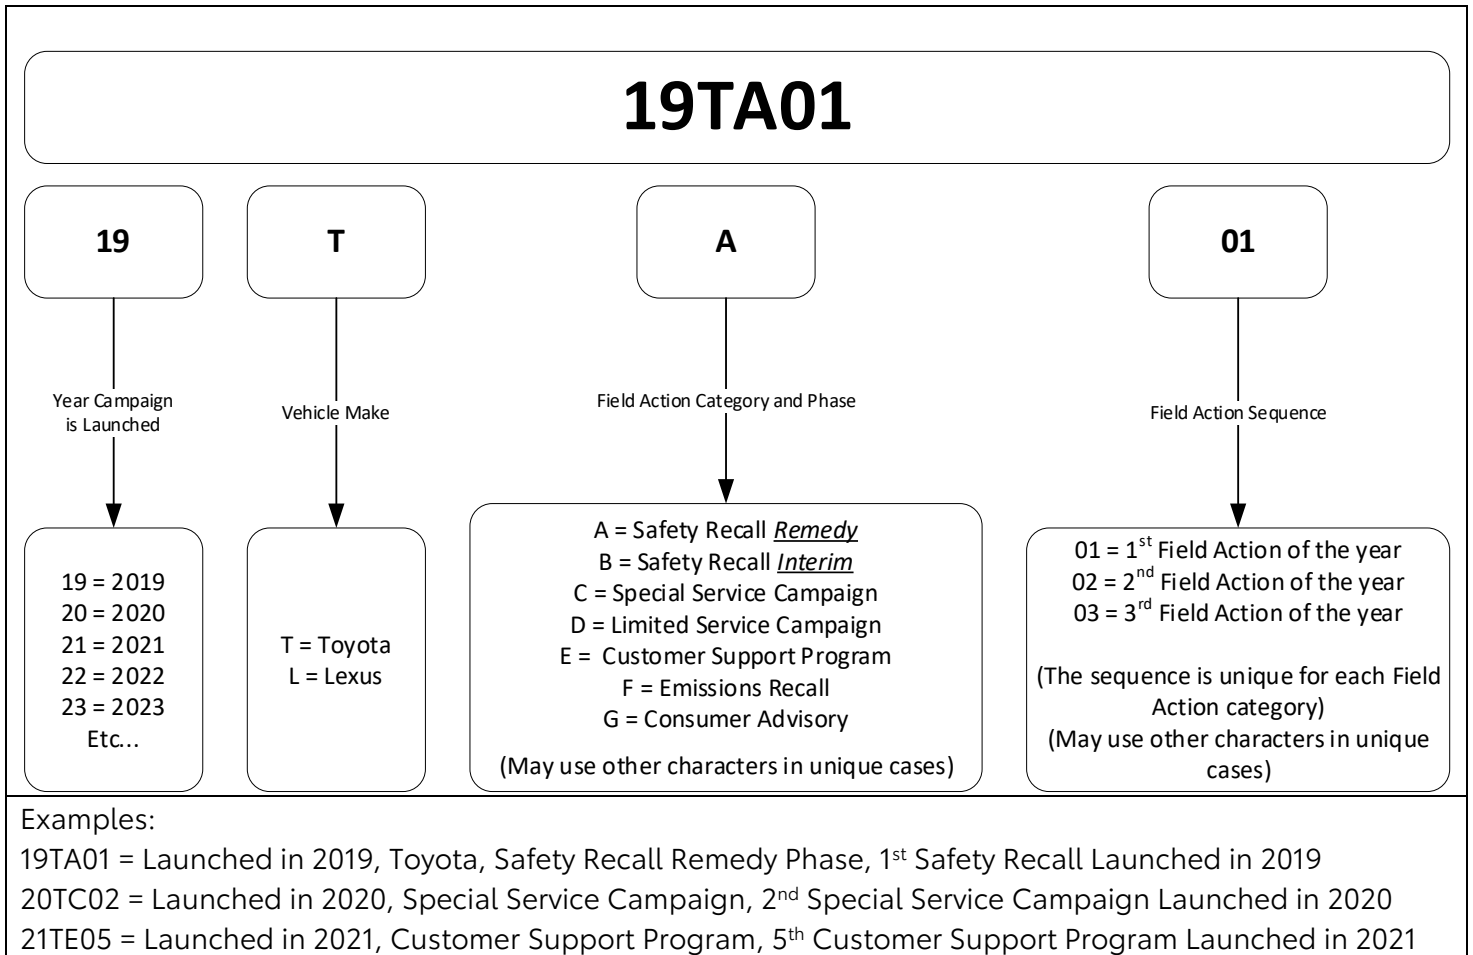 19TA01
19
T
A
01
Year Campaign
is Launched
Vehicle Make
Field Action Category and Phase
Field Action Sequence
19 = 2019
20 = 2020
21 = 2021
22 = 2022
23 = 2023
Etc...
T = Toyota
L = Lexus
A = Safety Recall Remedy
B = Safety Recall Interim
C = Special Service Campaign
D = Limited Service Campaign
E =  Customer Support Program
F = Emissions Recall
G = Consumer Advisory
(May use other characters in unique cases)
01 = 1st Field Action of the year
02 = 2nd Field Action of the year
03 = 3rd Field Action of the year
(The sequence is unique for each Field
Action category)
(May use other characters in unique
cases)
Examples:
19TA01 = Launched in 2019, Toyota, Safety Recall Remedy Phase, 1st Safety Recall Launched in 2019
20TC02 = Launched in 2020, Special Service Campaign, 2nd Special Service Campaign Launched in 2020
21TE05 = Launched in 2021, Customer Support Program, 5th Customer Support Program Launched in 2021